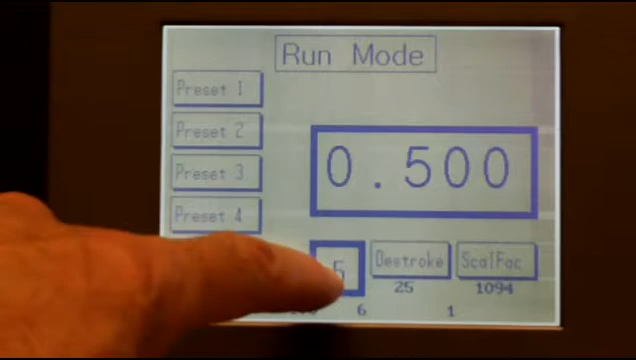 Run Mode
Preset 1
Preset 2
Preset 3
Preset 4
0.500
5 Destroke ScalFac
25 1094
6 1